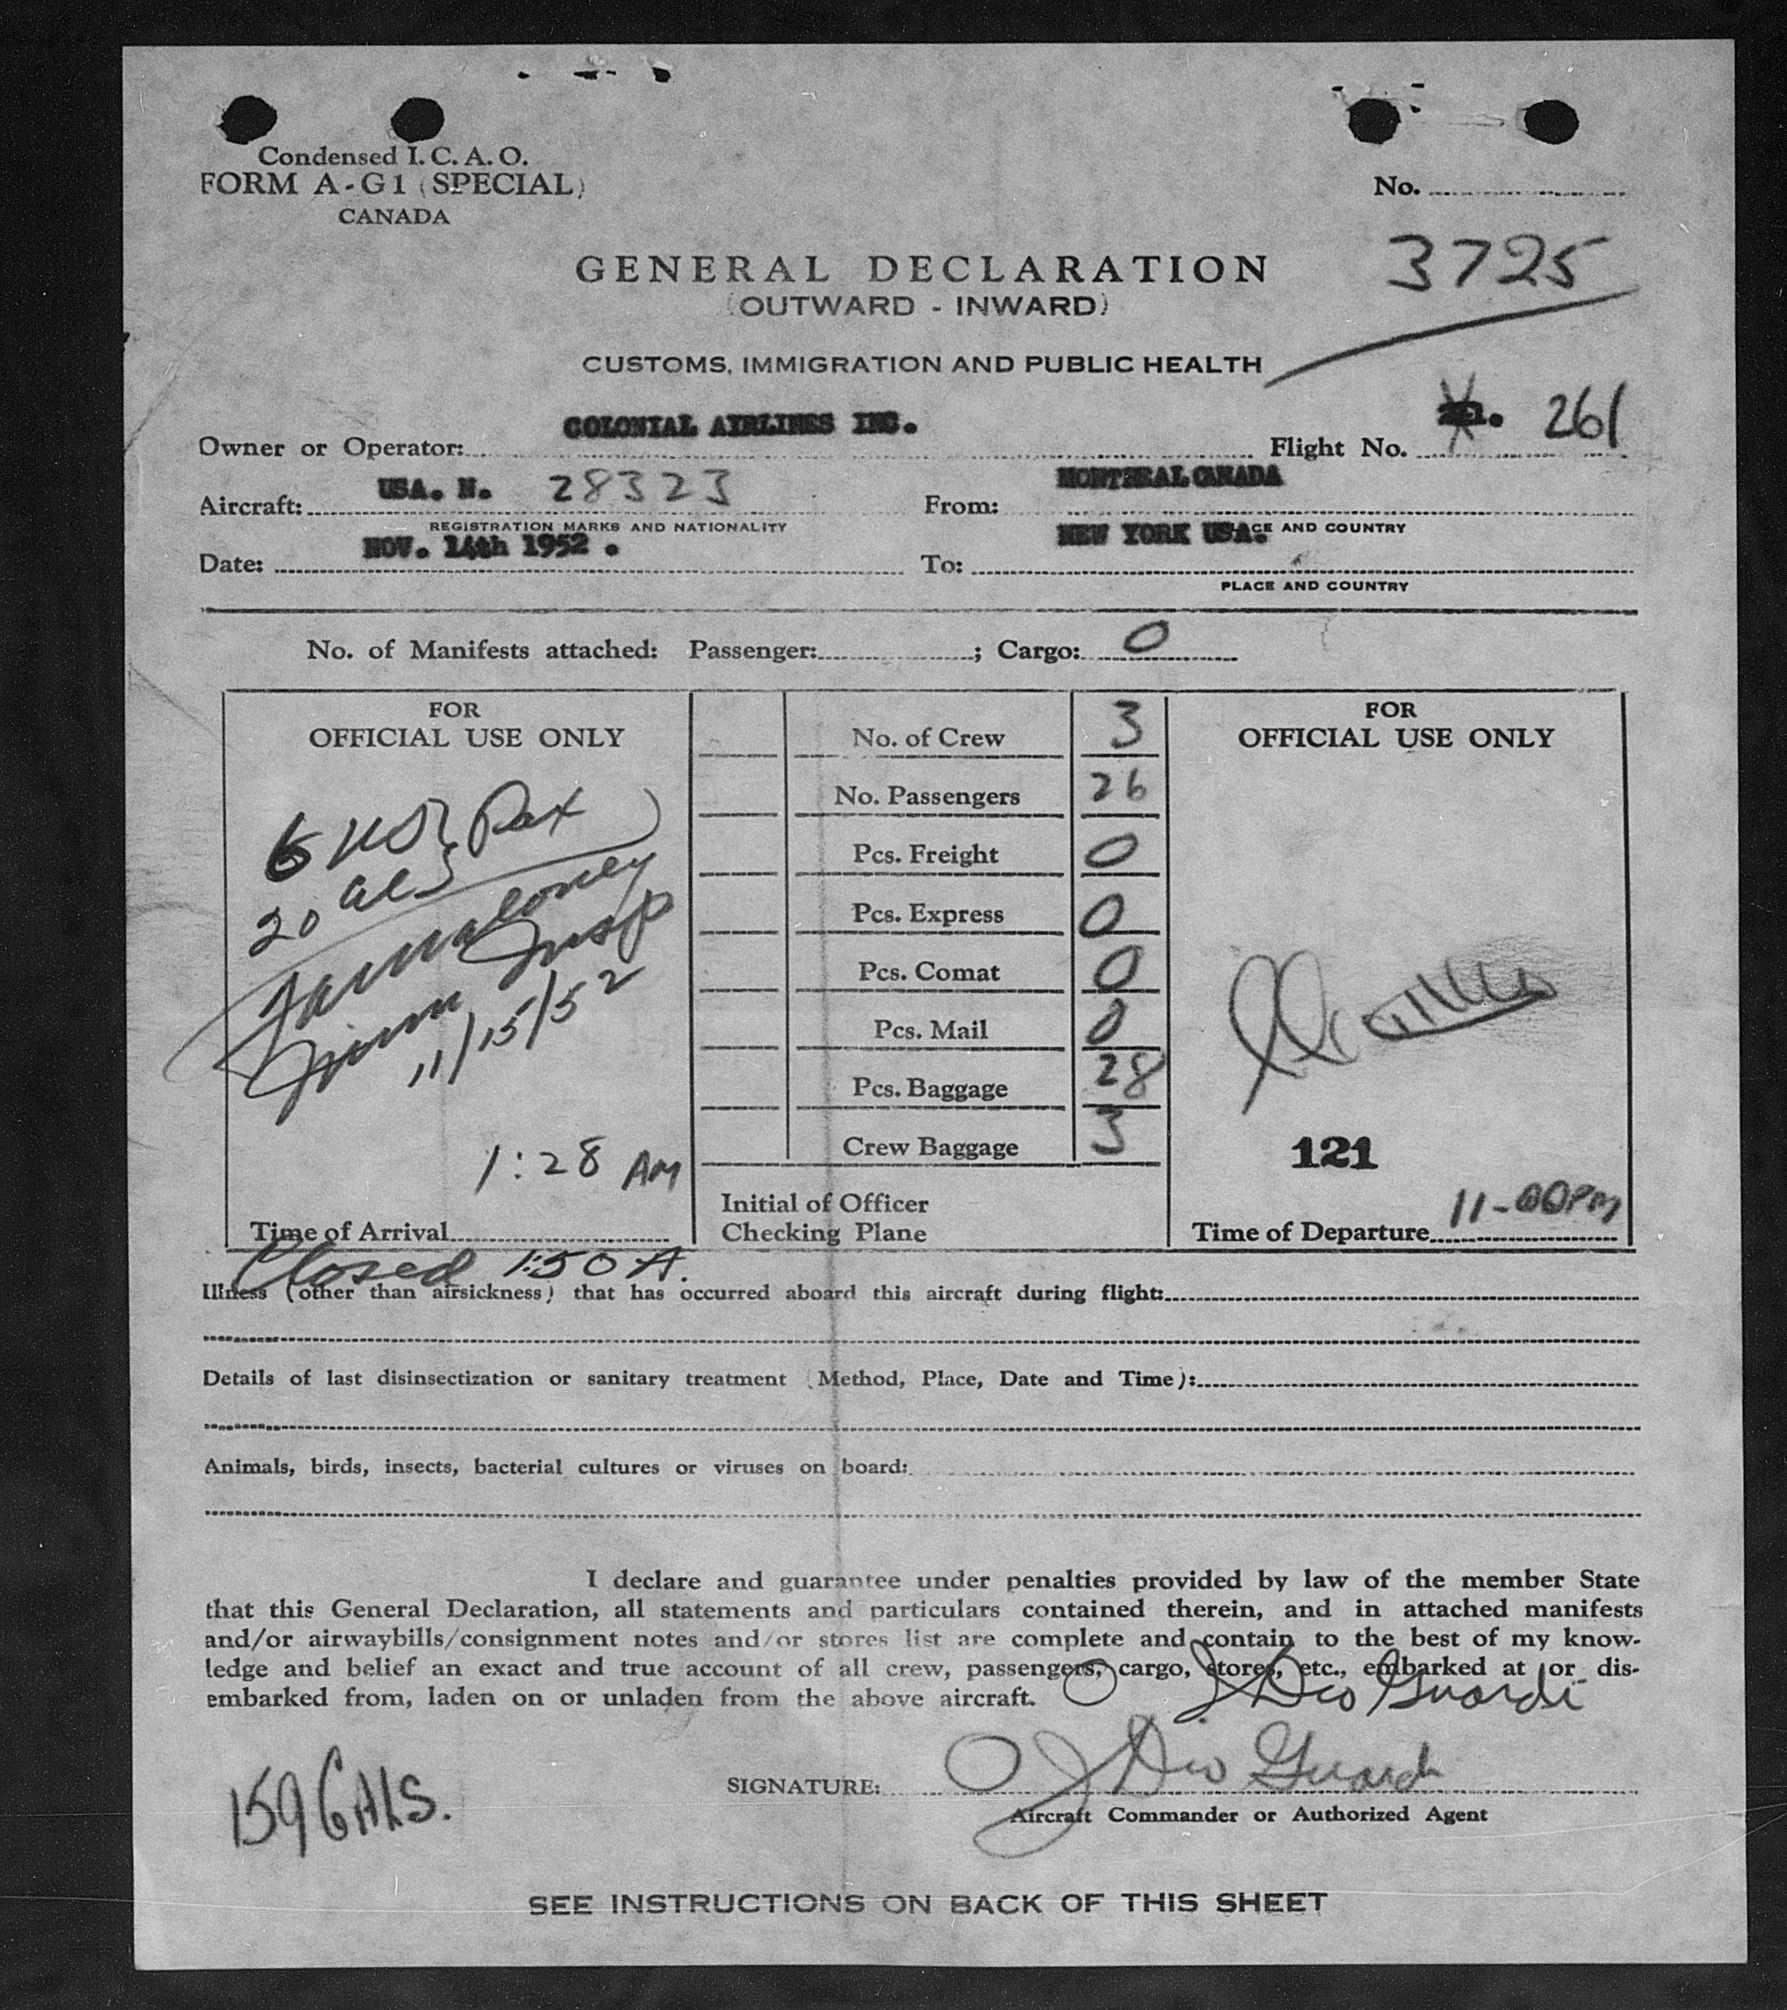 Condensed I. C. A. O.
FORM A-G1 (SPECIAL)
CANADA
No.
3725
GENERAL DECLARATION
(OUTWARD - INWARD)
CUSTOMS, IMMIGRATION AND PUBLIC HEALTH
Owner or Operator: COLONIAL AIRLINES INC. Flight No. 261
Aircraft: USA. N. 28323 From: MONTREAL CANADA
REGISTRATION MARKS AND NATIONALITY PLACE AND COUNTRY
Date: NOV. 14th 1952. To: NEW YORK USA.
PLACE AND COUNTRY
No. of Manifests attached: Passenger: ; Cargo: 0
FOR
OFFICIAL USE ONLY
6 US Pax
20 als
Immn Insp
11/15/52
1:28 AM
Time of Arrival
No. of Crew 3
No. Passengers 26
Pcs. Freight 0
Pcs. Express 0
Pcs. Comat 0
Pcs. Mail 0
Pcs. Baggage 28
Crew Baggage 3
Initial of Officer
Checking Plane
FOR
OFFICIAL USE ONLY
121
Time of Departure 11-00PM
Closed 1:50 A.
Illness (other than airsickness) that has occurred aboard this aircraft during flight:
Details of last disinsectization or sanitary treatment (Method, Place, Date and Time):
Animals, birds, insects, bacterial cultures or viruses on board:
I declare and guarantee under penalties provided by law of the member State
that this General Declaration, all statements and particulars contained therein, and in attached manifests
and/or airwaybills/consignment notes and/or stores list are complete and contain to the best of my know-
ledge and belief an exact and true account of all crew, passengers, cargo, stores, etc., embarked at or dis-
embarked from, laden on or unladen from the above aircraft.
O J Dio Guardi
159 GALS.
SIGNATURE: O J Dio Guardi
Aircraft Commander or Authorized Agent
SEE INSTRUCTIONS ON BACK OF THIS SHEET